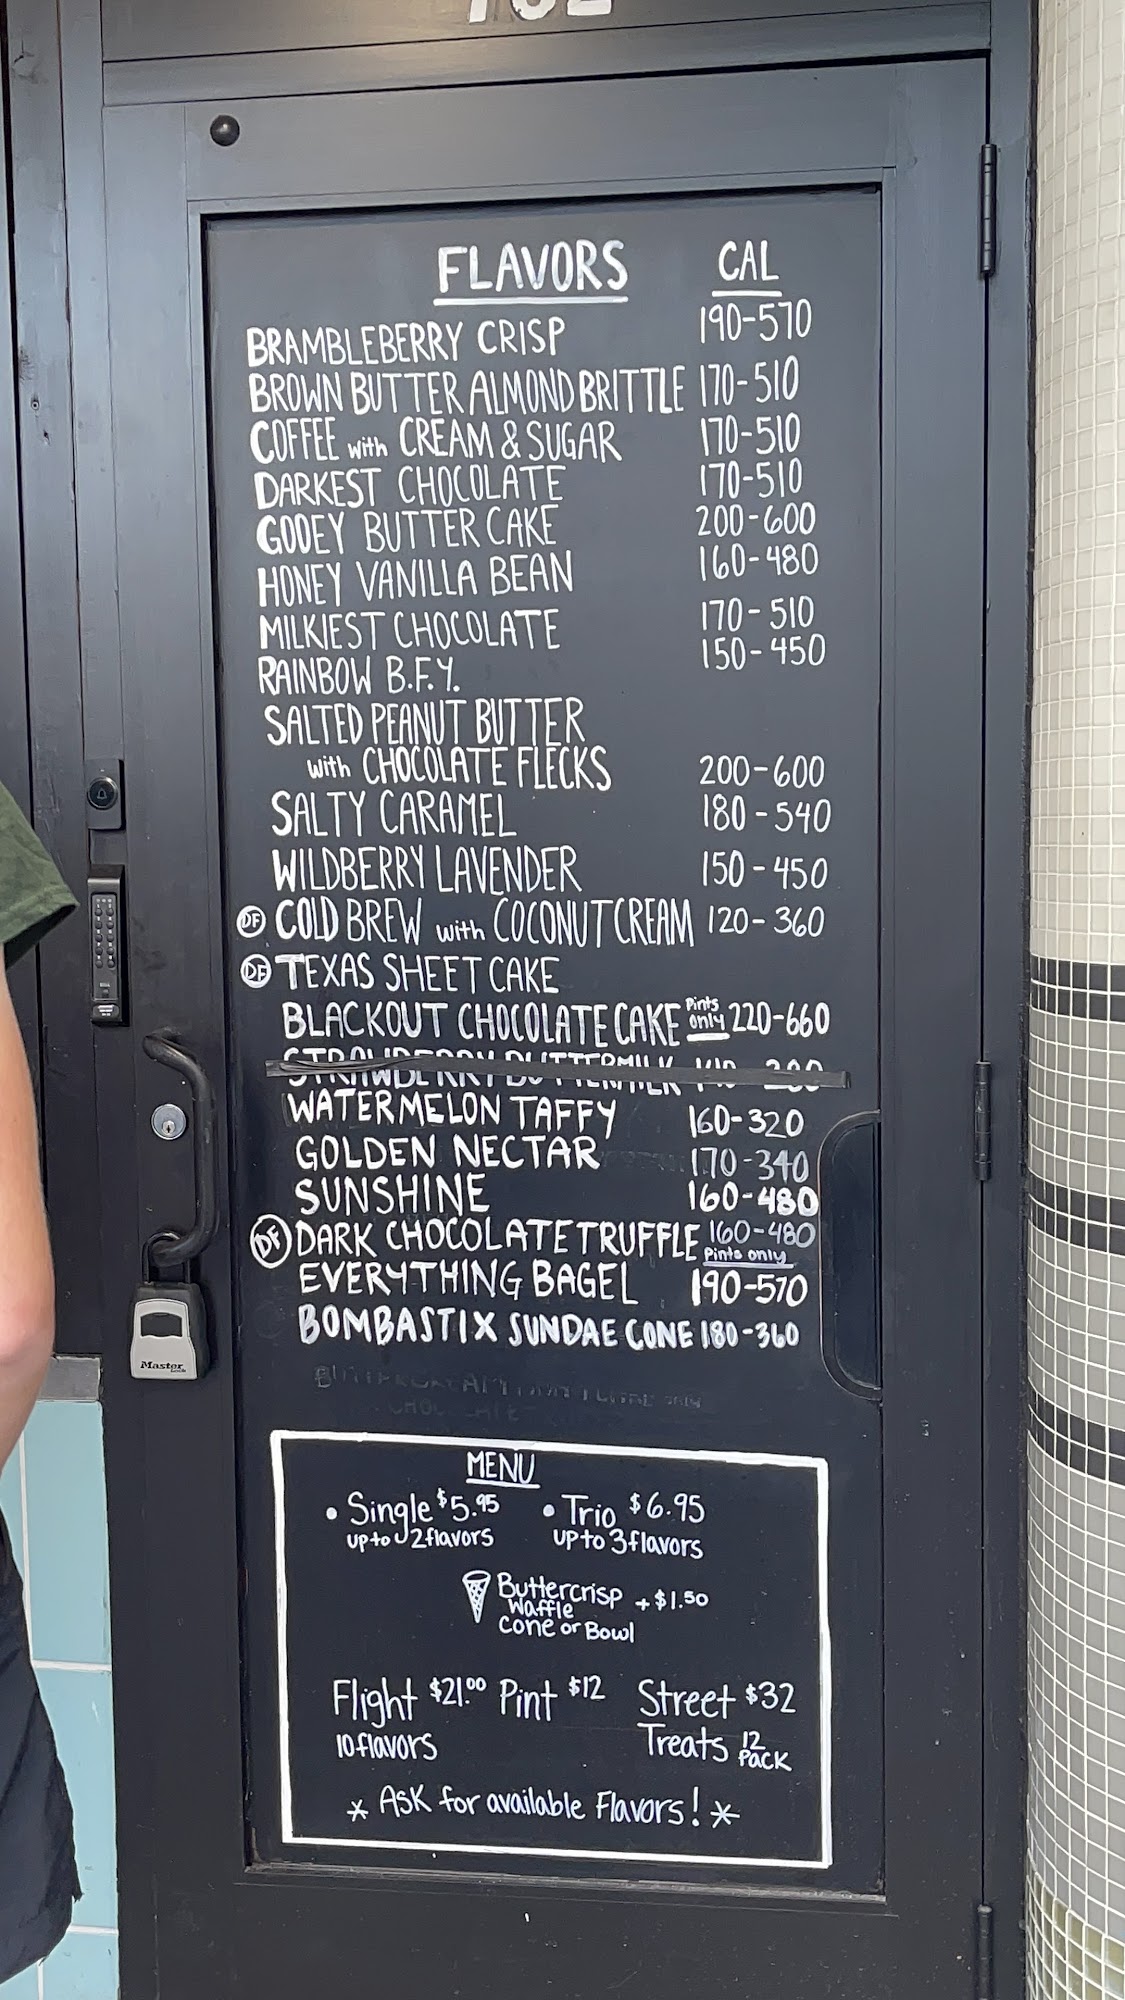 FLAVORS CAL
BRAMBLEBERRY CRISP 190-570
BROWN BUTTER ALMOND BRITTLE 170-510
COFFEE with CREAM & SUGAR 170-510
DARKEST CHOCOLATE 170-510
GOOEY BUTTER CAKE 200-600
HONEY VANILLA BEAN 160-480
MILKIEST CHOCOLATE 170-510
RAINBOW B.F.Y. 150-450
SALTED PEANUT BUTTER
with CHOCOLATE FLECKS 200-600
SALTY CARAMEL 180-540
WILDBERRY LAVENDER 150-450
DF COLD BREW with COCONUT CREAM 120-360
DF TEXAS SHEET CAKE
BLACKOUT CHOCOLATE CAKE Pints only 220-660
STRAWBERRY BUTTERMILK
WATERMELON TAFFY 160-320
GOLDEN NECTAR 170-340
SUNSHINE 160-480
DF DARK CHOCOLATE TRUFFLE 160-480
Pints only
EVERYTHING BAGEL 190-570
BOMBASTIX SUNDAE CONE 180-360
Master
MENU
• Single $5.95 • Trio $6.95
up to 2 flavors up to 3 flavors
Buttercrisp + $1.50
Waffle
Cone or Bowl
Flight $21.00 Pint $12 Street $32
10 flavors Treats 12 Pack
* Ask for available Flavors! *